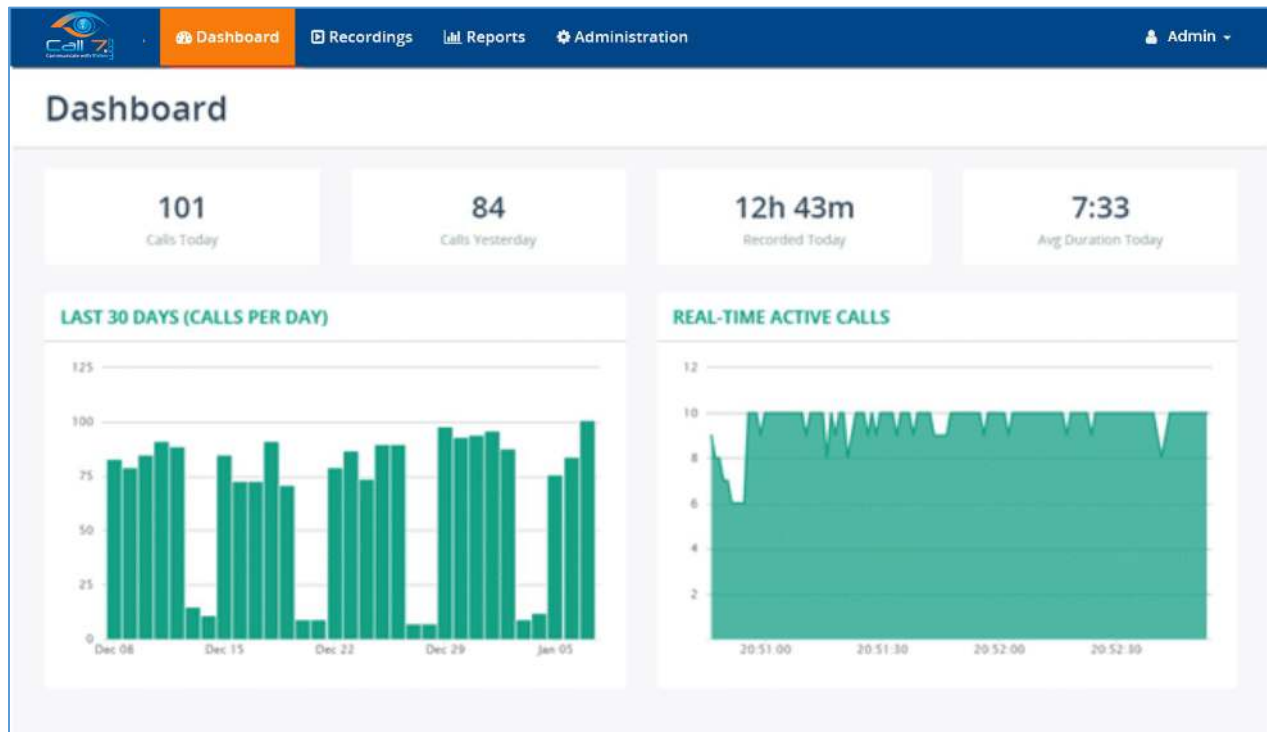 Call 7
Dashboard
Recordings
Reports
Administration
Admin
Dashboard
101
Calls Today
84
Calls Yesterday
12h 43m
Recorded Today
7:33
Avg Duration Today
LAST 30 DAYS (CALLS PER DAY)
125
100
75
50
25
0
Dec 08
Dec 15
Dec 22
Dec 29
Jan 05
REAL-TIME ACTIVE CALLS
12
10
8
6
4
2
20:51:00
20:51:30
20:52:00
20:52:30